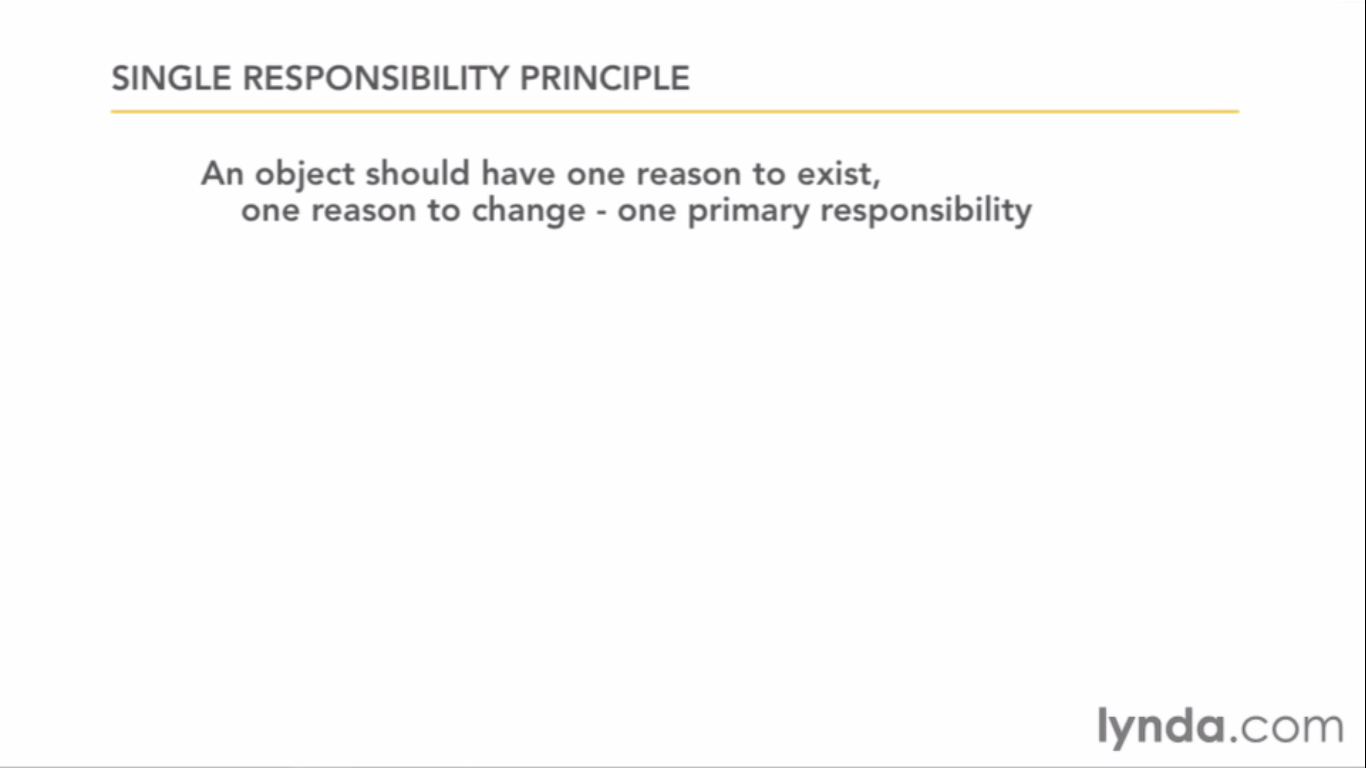 SINGLE RESPONSIBILITY PRINCIPLE
An object should have one reason to exist,
one reason to change - one primary responsibility
lynda.com